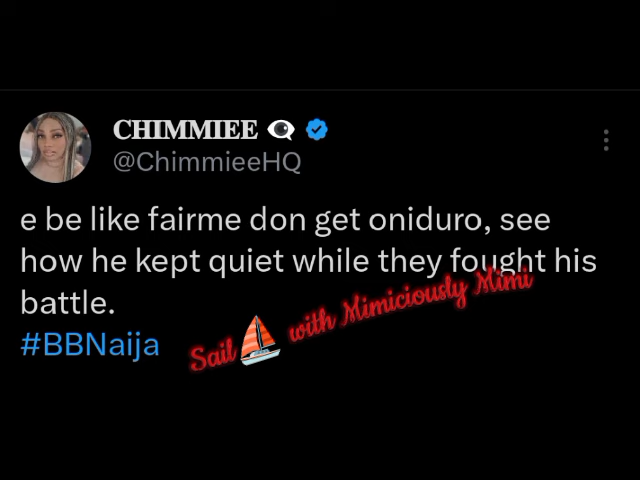 CHIMMIEE 👁️‍🗨️
@ChimmieeHQ
e be like fairme don get oniduro, see
how he kept quiet while they fought his
battle.
#BBNaija
Sail ⛵ with Mimiciously Mimi